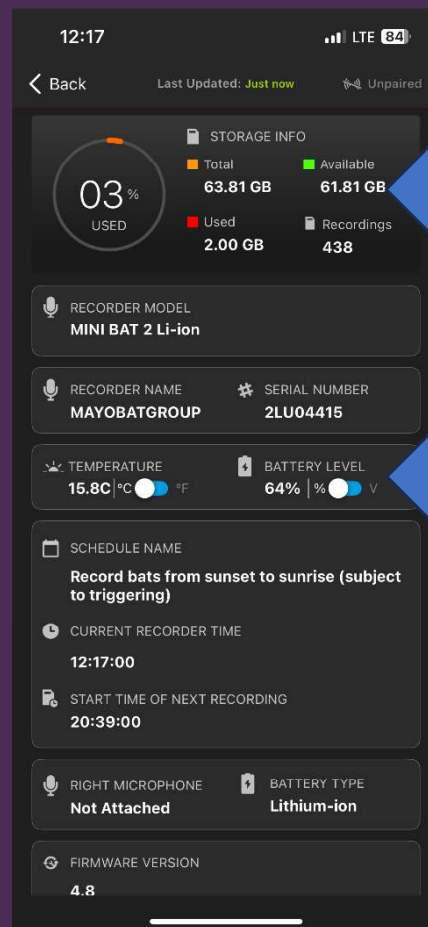 12:17 LTE 84
Back Last Updated: Just now Unpaired
STORAGE INFO
Total Available
63.81 GB 61.81 GB
03%
USED
Used Recordings
2.00 GB 438
RECORDER MODEL
MINI BAT 2 Li-ion
RECORDER NAME SERIAL NUMBER
MAYOBATGROUP 2LU04415
TEMPERATURE BATTERY LEVEL
15.8C|°C °F 64% | % V
SCHEDULE NAME
Record bats from sunset to sunrise (subject
to triggering)
CURRENT RECORDER TIME
12:17:00
START TIME OF NEXT RECORDING
20:39:00
RIGHT MICROPHONE BATTERY TYPE
Not Attached Lithium-ion
FIRMWARE VERSION
4.8